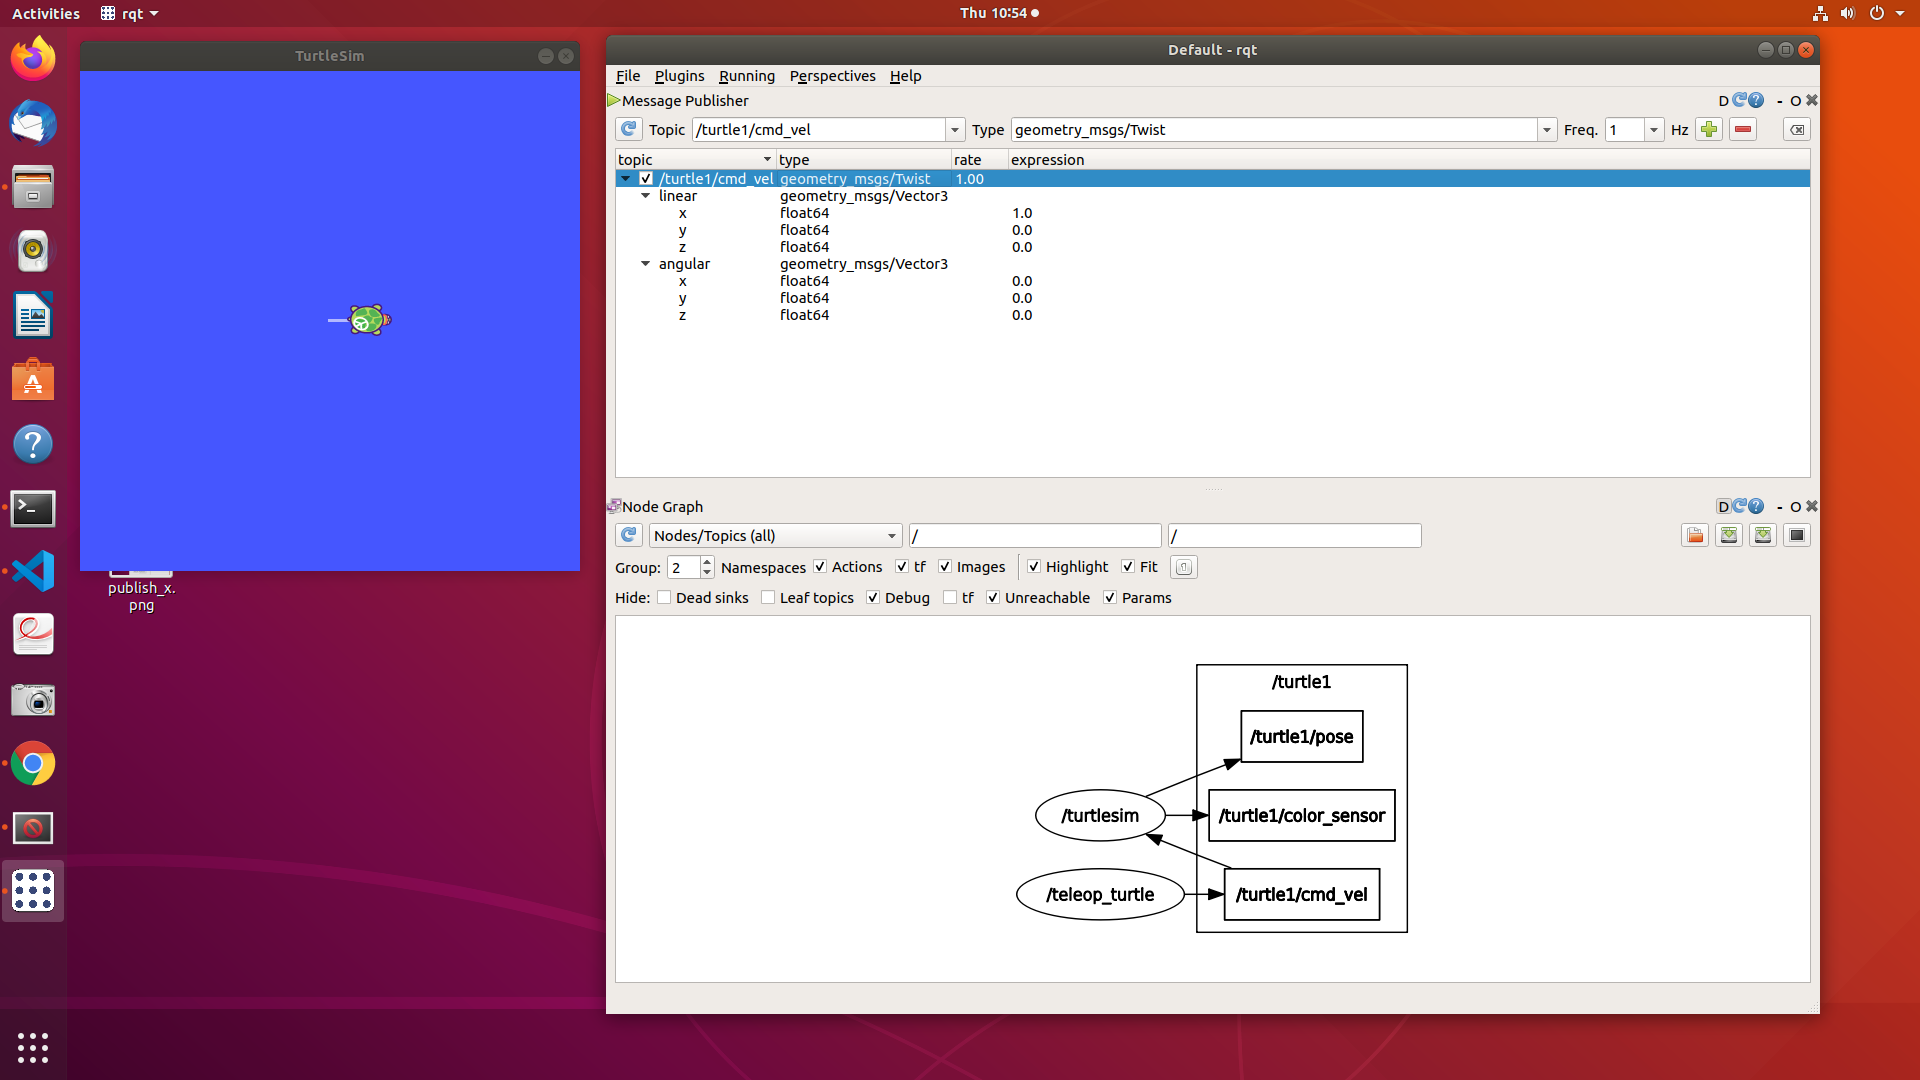 Activities rqt Thu 10:54
TurtleSim
publish_x.
png
Default - rqt
File Plugins Running Perspectives Help
Message Publisher D - O
Topic /turtle1/cmd_vel Type geometry_msgs/Twist Freq. 1 Hz
topic type rate expression
/turtle1/cmd_vel geometry_msgs/Twist 1.00
linear geometry_msgs/Vector3
x float64 1.0
y float64 0.0
z float64 0.0
angular geometry_msgs/Vector3
x float64 0.0
y float64 0.0
z float64 0.0
Node Graph D - O
Nodes/Topics (all) / /
Group: 2 Namespaces Actions tf Images Highlight Fit
Hide: Dead sinks Leaf topics Debug tf Unreachable Params
/turtle1
/turtle1/pose
/turtlesim /turtle1/color_sensor
/teleop_turtle /turtle1/cmd_vel